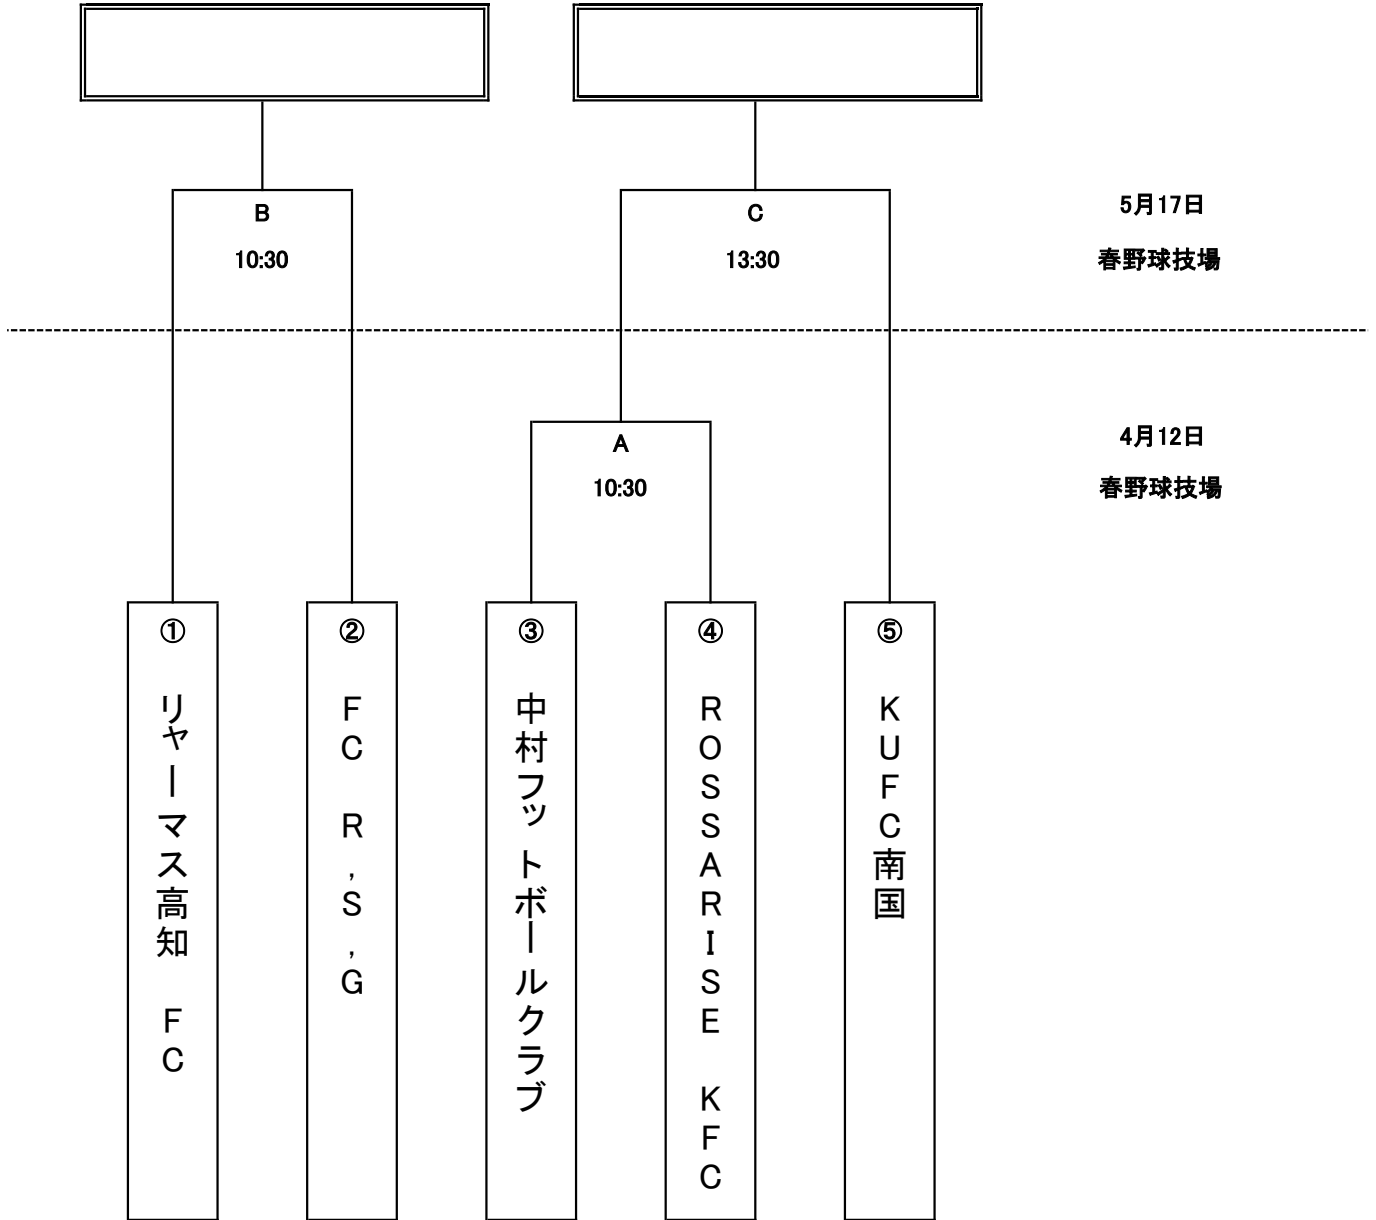 B
10:30
C
13:30
5月17日
春野球技場
A
10:30
4月12日
春野球技場
①
リャーマス高知 FC
②
FC R,S,G
③
中村フットボールクラブ
④
ROSSARISE KFC
⑤
KUFC南国